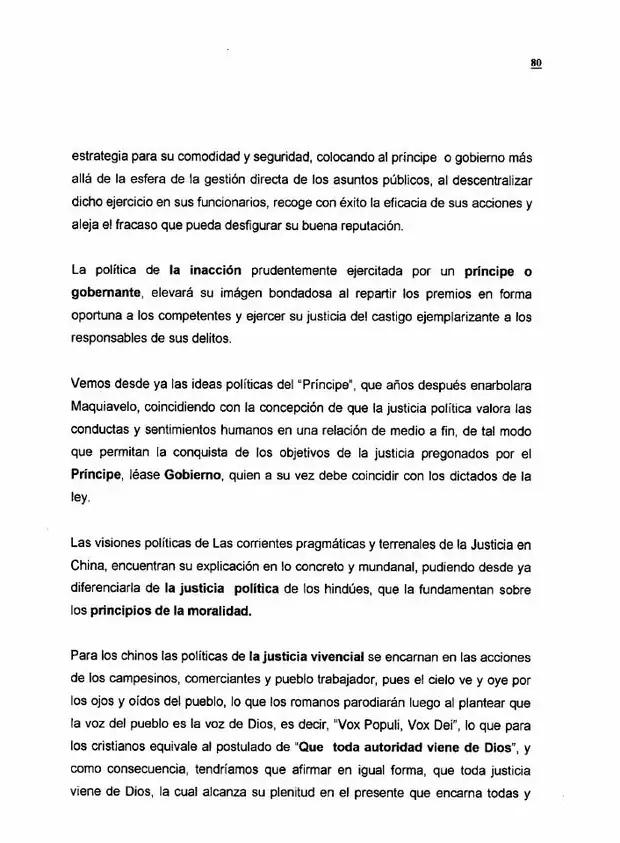 80
estrategia para su comodidad y seguridad, colocando al príncipe o gobierno más
allá de la esfera de la gestión directa de los asuntos públicos, al descentralizar
dicho ejercicio en sus funcionarios, recoge con éxito la eficacia de sus acciones y
aleja el fracaso que pueda desfigurar su buena reputación.
La política de la inacción prudentemente ejercitada por un príncipe o
gobernante, elevará su imágen bondadosa al repartir los premios en forma
oportuna a los competentes y ejercer su justicia del castigo ejemplarizante a los
responsables de sus delitos.
Vemos desde ya las ideas políticas del "Príncipe", que años después enarbolara
Maquiavelo, coincidiendo con la concepción de que la justicia política valora las
conductas y sentimientos humanos en una relación de medio a fin, de tal modo
que permitan la conquista de los objetivos de la justicia pregonados por el
Príncipe, léase Gobierno, quien a su vez debe coincidir con los dictados de la
ley.
Las visiones políticas de Las corrientes pragmáticas y terrenales de la Justicia en
China, encuentran su explicación en lo concreto y mundanal, pudiendo desde ya
diferenciarla de la justicia política de los hindúes, que la fundamentan sobre
los principios de la moralidad.
Para los chinos las políticas de la justicia vivencial se encarnan en las acciones
de los campesinos, comerciantes y pueblo trabajador, pues el cielo ve y oye por
los ojos y oídos del pueblo, lo que los romanos parodiarán luego al plantear que
la voz del pueblo es la voz de Dios, es decir, "Vox Populi, Vox Dei", lo que para
los cristianos equivale al postulado de "Que toda autoridad viene de Dios", y
como consecuencia, tendríamos que afirmar en igual forma, que toda justicia
viene de Dios, la cual alcanza su plenitud en el presente que encarna todas y